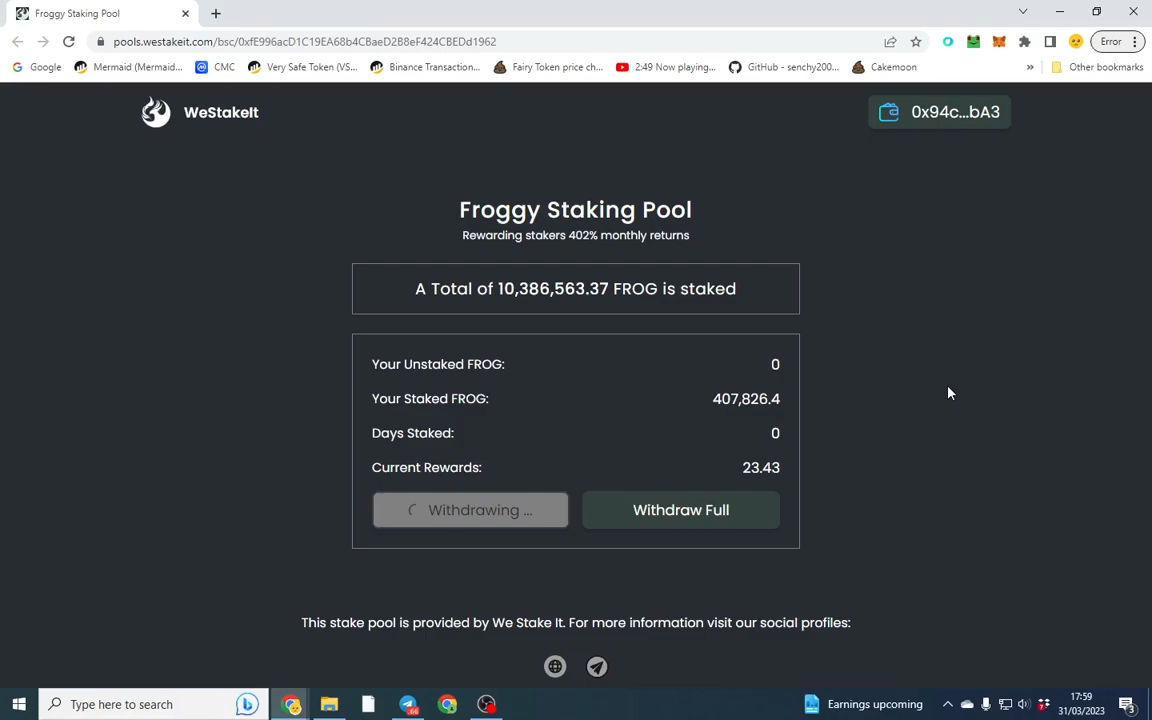 Froggy Staking Pool
pools.westakeit.com/bsc/0xfE996acD1C19EA68b4CBaeD2B8eF424CBEDd1962
Error
Google
Mermaid (Mermaid...
CMC
Very Safe Token (VS...
Binance Transaction...
Fairy Token price ch...
2:49 Now playing...
GitHub - senchy200...
Cakemoon
»
Other bookmarks
WeStakeIt
0x94c...bA3
Froggy Staking Pool
Rewarding stakers 402% monthly returns
A Total of 10,386,563.37 FROG is staked
Your Unstaked FROG: 0
Your Staked FROG: 407,826.4
Days Staked: 0
Current Rewards: 23.43
Withdrawing ...
Withdraw Full
This stake pool is provided by We Stake It. For more information visit our social profiles:
Type here to search
66
Earnings upcoming
17:59
31/03/2023
3